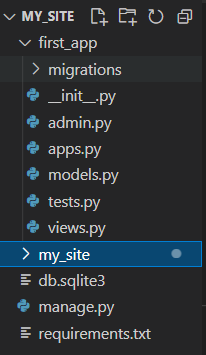 MY_SITE
first_app
migrations
__init__.py
admin.py
apps.py
models.py
tests.py
views.py
my_site
db.sqlite3
manage.py
requirements.txt